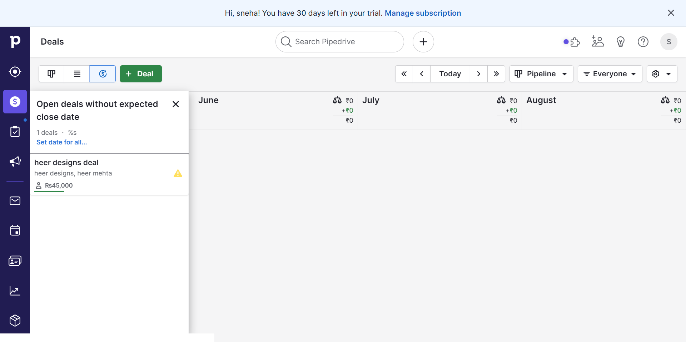 Hi, sneha! You have 30 days left in your trial. Manage subscription
Deals
Search Pipedrive
S
+ Deal
Today
Pipeline
Everyone
Open deals without expected
close date
1 deals · %s
Set date for all...
heer designs deal
heer designs, heer mehta
Rs45,000
June
₹0
+₹0
₹0
July
₹0
+₹0
₹0
August
₹0
+₹0
₹0